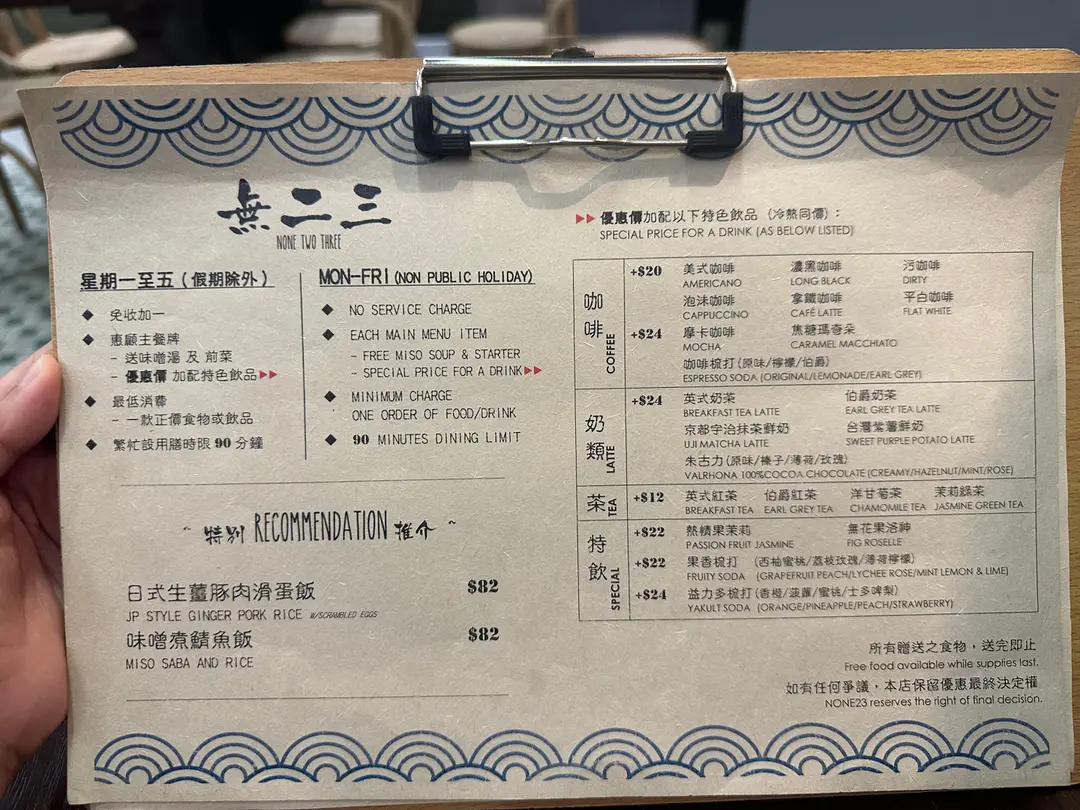 無二三
NONE TWO THREE
星期一至五（假期除外）
◆ 免收加一
◆ 惠顧主餐牌
– 送味噌湯 及 前菜
– 優惠價 加配特色飲品▶▶
◆ 最低消費
– 一款正價食物或飲品
◆ 繁忙設用膳時限 90 分鐘
MON-FRI (NON PUBLIC HOLIDAY)
◆ NO SERVICE CHARGE
◆ EACH MAIN MENU ITEM
– FREE MISO SOUP & STARTER
– SPECIAL PRICE FOR A DRINK▶▶
◆ MINIMUM CHARGE
ONE ORDER OF FOOD/DRINK
◆ 90 MINUTES DINING LIMIT
~ 特別 RECOMMENDATION 推介 ~
日式生薑豚肉滑蛋飯 $82
JP STYLE GINGER PORK RICE W/SCRAMBLED EGGS
味噌煮鯖魚飯 $82
MISO SABA AND RICE
▶▶ 優惠價加配以下特色飲品（冷熱同價）：
SPECIAL PRICE FOR A DRINK (AS BELOW LISTED)
咖啡 COFFEE
+$20 美式咖啡 濃黑咖啡 污咖啡
AMERICANO LONG BLACK DIRTY
泡沫咖啡 拿鐵咖啡 平白咖啡
CAPPUCCINO CAFÉ LATTE FLAT WHITE
+$24 摩卡咖啡 焦糖瑪奇朵
MOCHA CARAMEL MACCHIATO
咖啡梳打（原味/檸檬/伯爵）
ESPRESSO SODA (ORIGINAL/LEMONADE/EARL GREY)
奶類 LATTE
+$24 英式奶茶 伯爵奶茶
BREAKFAST TEA LATTE EARL GREY TEA LATTE
京都宇治抹茶鮮奶 台灣紫薯鮮奶
UJI MATCHA LATTE SWEET PURPLE POTATO LATTE
朱古力（原味/榛子/薄荷/玫瑰）
VALRHONA 100%COCOA CHOCOLATE (CREAMY/HAZELNUT/MINT/ROSE)
茶 TEA
+$12 英式紅茶 伯爵紅茶 洋甘菊茶 茉莉綠茶
BREAKFAST TEA EARL GREY TEA CHAMOMILE TEA JASMINE GREEN TEA
特飲 SPECIAL
+$22 熱情果茉莉 無花果洛神
PASSION FRUIT JASMINE FIG ROSELLE
+$22 果香梳打 （西柚蜜桃/荔枝玫瑰/薄荷檸檬）
FRUITY SODA (GRAPEFRUIT PEACH/LYCHEE ROSE/MINT LEMON & LIME)
+$24 益力多梳打（香橙/菠蘿/蜜桃/士多啤梨）
YAKULT SODA (ORANGE/PINEAPPLE/PEACH/STRAWBERRY)
所有贈送之食物，送完即止
Free food available while supplies last.
如有任何爭議，本店保留優惠最終決定權
NONE23 reserves the right of final decision.